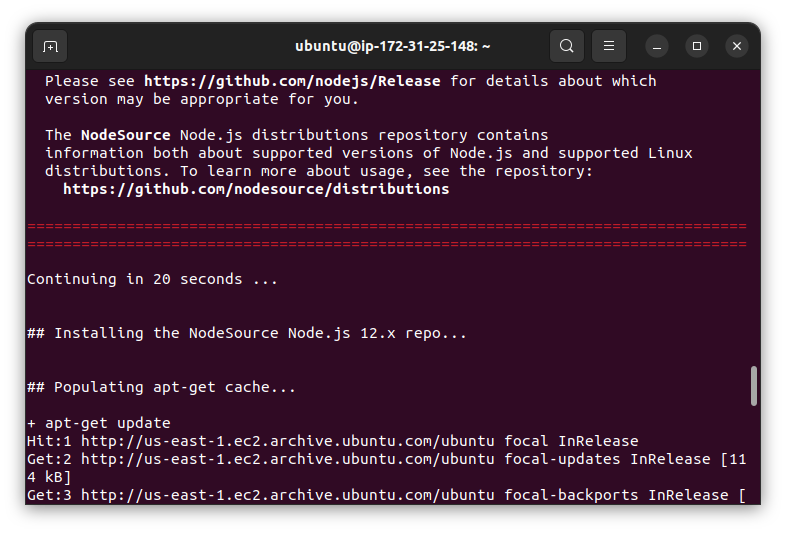 ubuntu@ip-172-31-25-148: ~
Please see https://github.com/nodejs/Release for details about which
version may be appropriate for you.
The NodeSource Node.js distributions repository contains
information both about supported versions of Node.js and supported Linux
distributions. To learn more about usage, see the repository:
https://github.com/nodesource/distributions
================================================================================
================================================================================
Continuing in 20 seconds ...
## Installing the NodeSource Node.js 12.x repo...
## Populating apt-get cache...
+ apt-get update
Hit:1 http://us-east-1.ec2.archive.ubuntu.com/ubuntu focal InRelease
Get:2 http://us-east-1.ec2.archive.ubuntu.com/ubuntu focal-updates InRelease [11
4 kB]
Get:3 http://us-east-1.ec2.archive.ubuntu.com/ubuntu focal-backports InRelease [